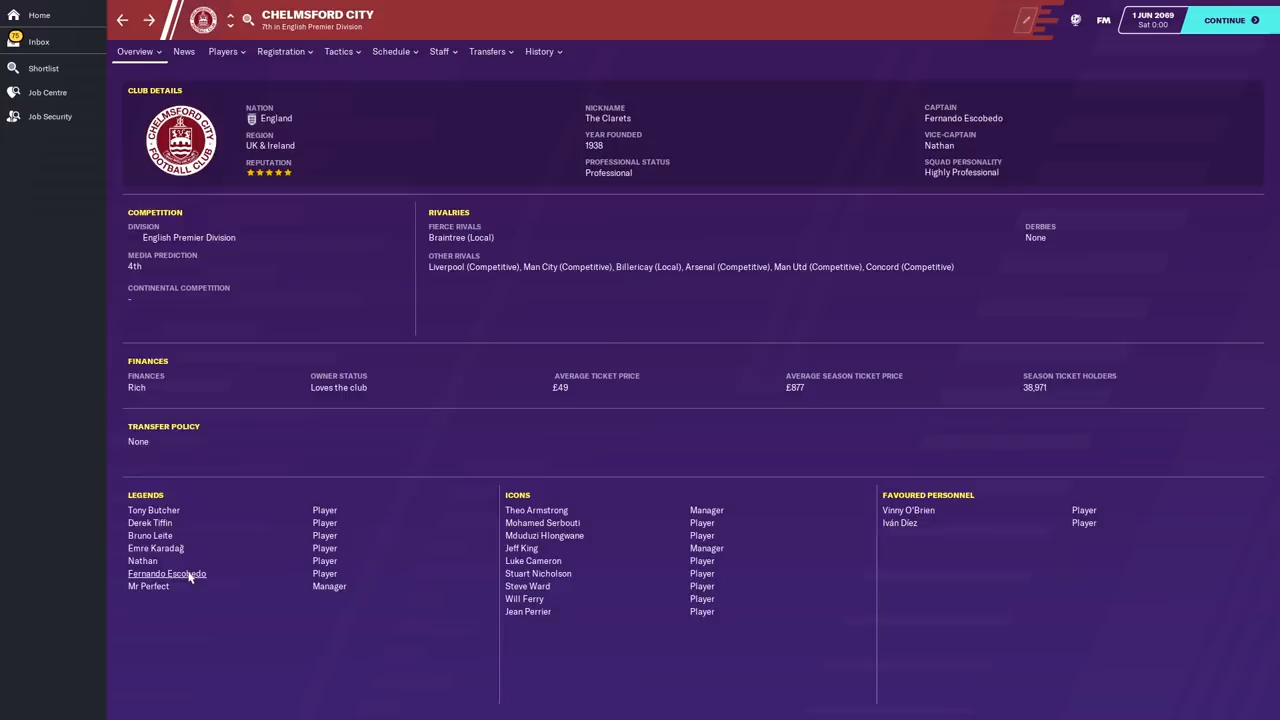 Home
75
Inbox
Shortlist
Job Centre
Job Security
CHELMSFORD CITY
7th in English Premier Division
FM
1 JUN 2069
Sat 0:00
CONTINUE
Overview
News
Players
Registration
Tactics
Schedule
Staff
Transfers
History
CLUB DETAILS
CHELMSFORD CITY
FOOTBALL CLUB
NATION
England
REGION
UK & Ireland
REPUTATION
NICKNAME
The Clarets
YEAR FOUNDED
1938
PROFESSIONAL STATUS
Professional
CAPTAIN
Fernando Escobedo
VICE-CAPTAIN
Nathan
SQUAD PERSONALITY
Highly Professional
COMPETITION
DIVISION
English Premier Division
MEDIA PREDICTION
4th
CONTINENTAL COMPETITION
-
RIVALRIES
FIERCE RIVALS
Braintree (Local)
OTHER RIVALS
Liverpool (Competitive), Man City (Competitive), Billericay (Local), Arsenal (Competitive), Man Utd (Competitive), Concord (Competitive)
DERBIES
None
FINANCES
FINANCES
Rich
OWNER STATUS
Loves the club
AVERAGE TICKET PRICE
£49
AVERAGE SEASON TICKET PRICE
£877
SEASON TICKET HOLDERS
38,971
TRANSFER POLICY
None
LEGENDS
Tony Butcher Player
Derek Tiffin Player
Bruno Leite Player
Emre Karadağ Player
Nathan Player
Fernando Escobedo Player
Mr Perfect Manager
ICONS
Theo Armstrong Manager
Mohamed Serbouti Player
Mduduzi Hlongwane Player
Jeff King Manager
Luke Cameron Player
Stuart Nicholson Player
Steve Ward Player
Will Ferry Player
Jean Perrier Player
FAVOURED PERSONNEL
Vinny O'Brien Player
Iván Díez Player